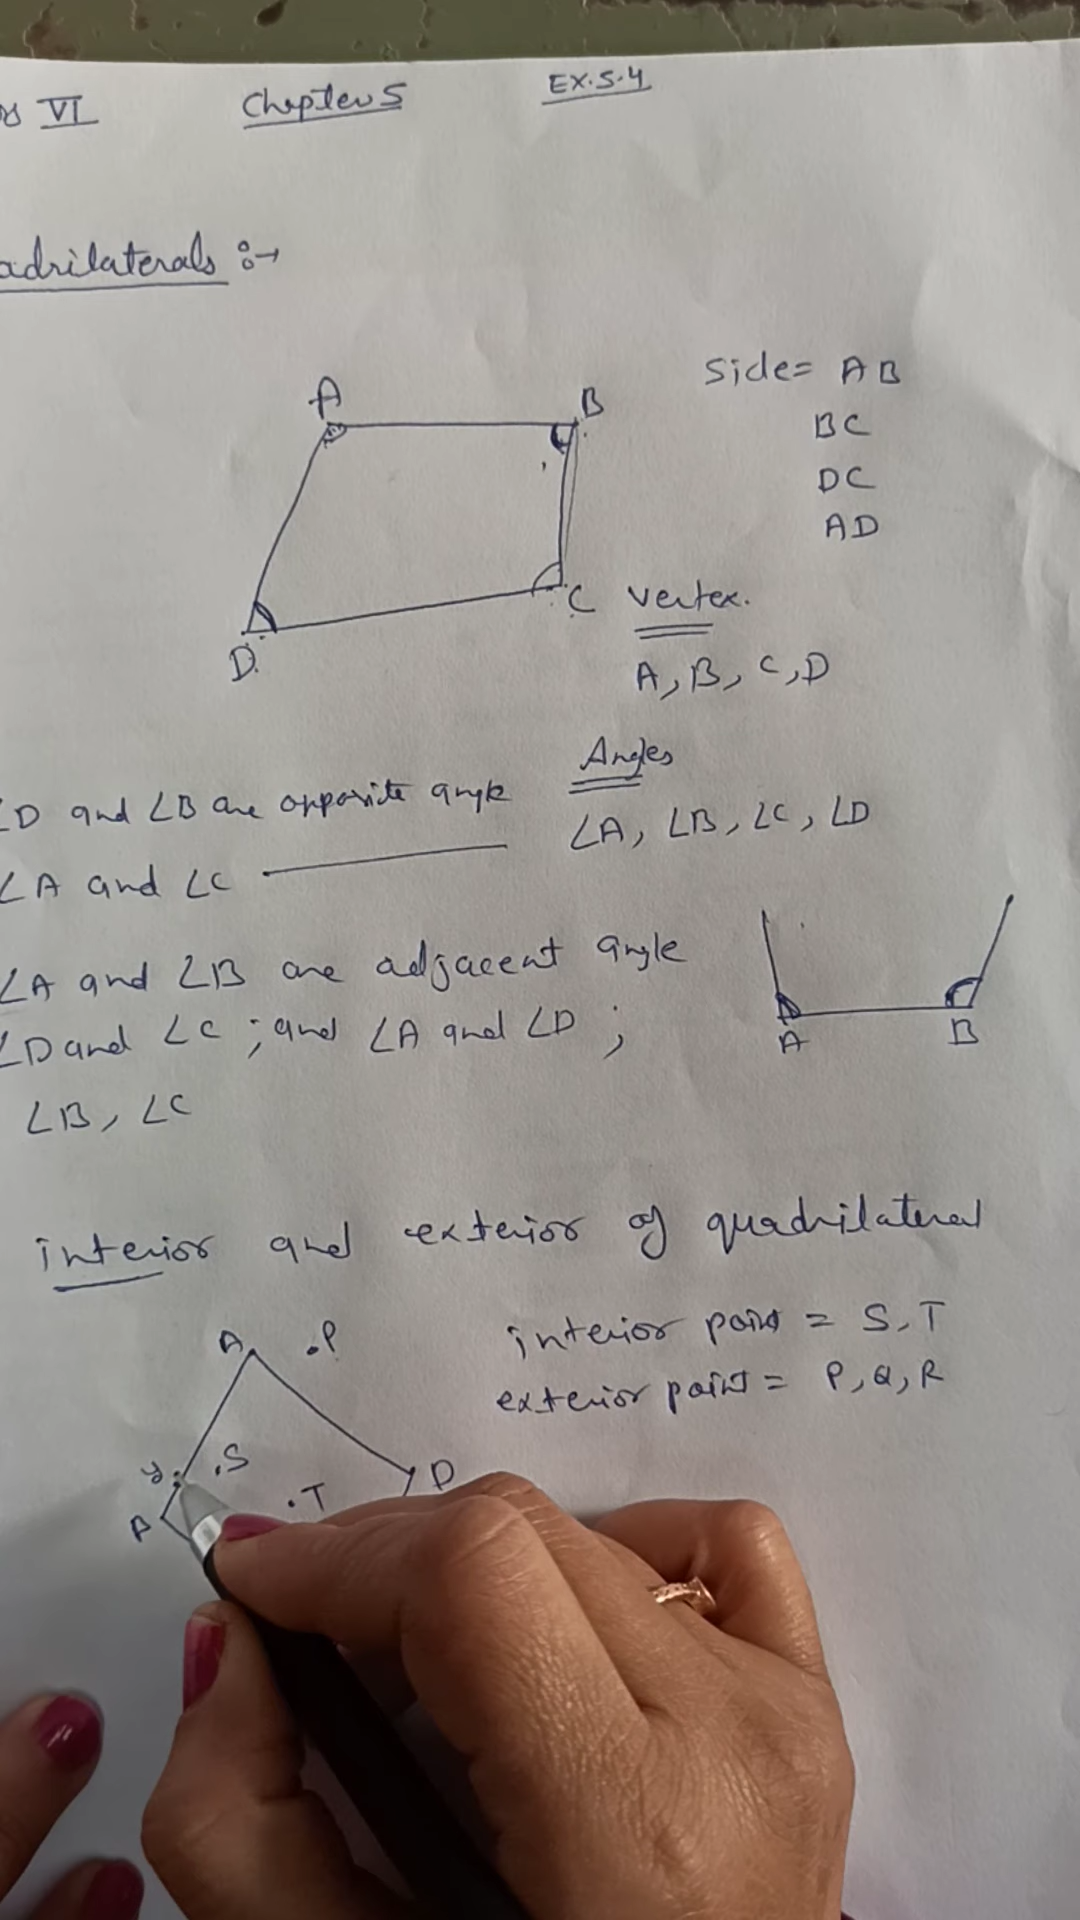 VI Chapter 5 Ex. 5.4
adrilaterals :→
A B
C
D
Side = AB
BC
DC
AD
Vertex.
A, B, C, D
Angles
∠A, ∠B, ∠C, ∠D
∠D and ∠B are opposite angle
∠A and ∠C
∠A and ∠B are adjacent angle
∠D and ∠C ; and ∠A and ∠D ;
∠B, ∠C
A B
interior and exterior of quadrilateral
interior point = S, T
exterior point = P, Q, R
A .P
.S
D
.T